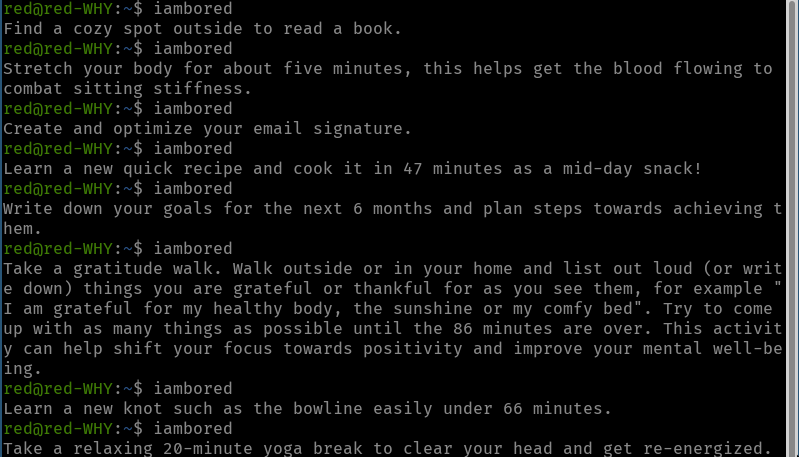 red@red-WHY:~$ iambored
Find a cozy spot outside to read a book.
red@red-WHY:~$ iambored
Stretch your body for about five minutes, this helps get the blood flowing to
combat sitting stiffness.
red@red-WHY:~$ iambored
Create and optimize your email signature.
red@red-WHY:~$ iambored
Learn a new quick recipe and cook it in 47 minutes as a mid-day snack!
red@red-WHY:~$ iambored
Write down your goals for the next 6 months and plan steps towards achieving t
hem.
red@red-WHY:~$ iambored
Take a gratitude walk. Walk outside or in your home and list out loud (or writ
e down) things you are grateful or thankful for as you see them, for example "
I am grateful for my healthy body, the sunshine or my comfy bed". Try to come
up with as many things as possible until the 86 minutes are over. This activit
y can help shift your focus towards positivity and improve your mental well-be
ing.
red@red-WHY:~$ iambored
Learn a new knot such as the bowline easily under 66 minutes.
red@red-WHY:~$ iambored
Take a relaxing 20-minute yoga break to clear your head and get re-energized.